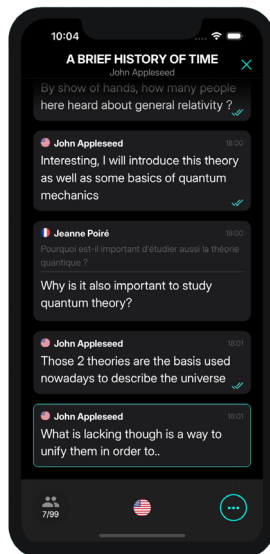 10:04
A BRIEF HISTORY OF TIME
John Appleseed
By show of hands, how many people
here heard about general relativity ?
John Appleseed 18:00
Interesting, I will introduce this theory
as well as some basics of quantum
mechanics
Jeanne Poiré 18:00
Pourquoi est-il important d'étudier aussi la théorie
quantique ?
Why is it also important to study
quantum theory?
John Appleseed 18:01
Those 2 theories are the basis used
nowadays to describe the universe
John Appleseed 18:01
What is lacking though is a way to
unify them in order to..
7/99